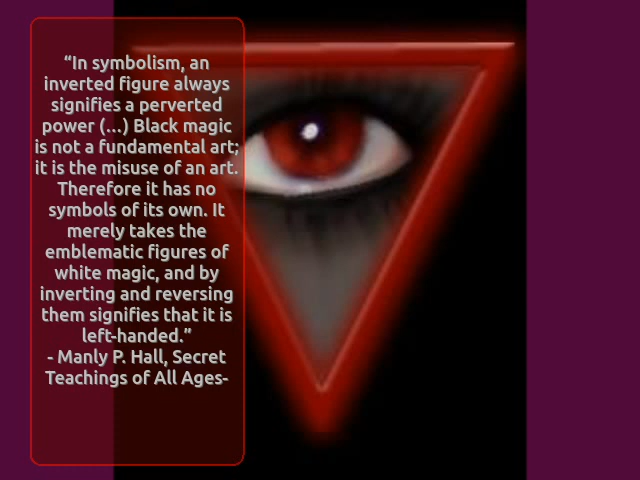 “In symbolism, an
inverted figure always
signifies a perverted
power (...) Black magic
is not a fundamental art;
it is the misuse of an art.
Therefore it has no
symbols of its own. It
merely takes the
emblematic figures of
white magic, and by
inverting and reversing
them signifies that it is
left-handed.”
- Manly P. Hall, Secret
Teachings of All Ages-